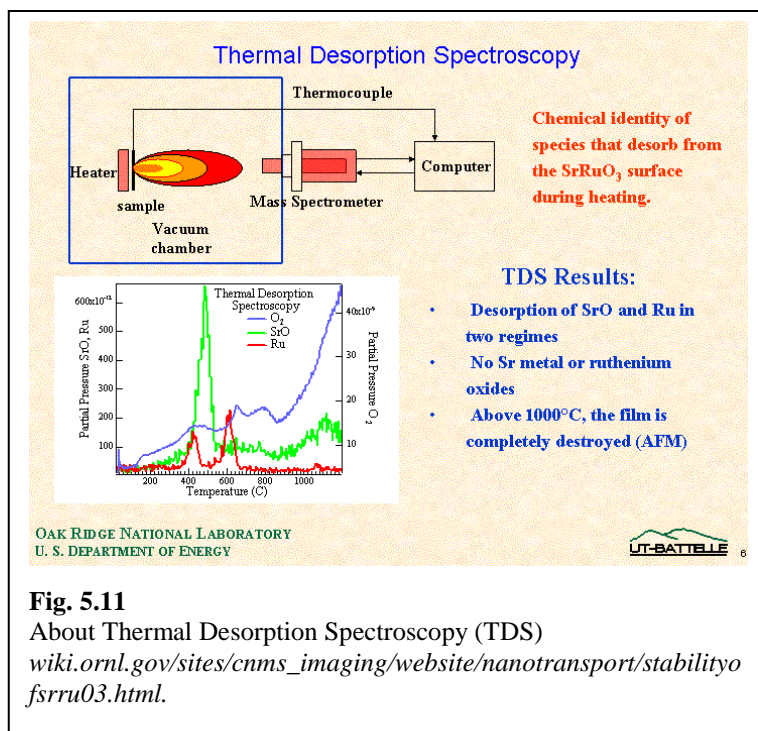 Thermal Desorption Spectroscopy
Thermocouple
Heater
sample
Vacuum
chamber
Mass Spectrometer
Computer
Chemical identity of
species that desorb from
the SrRuO₃ surface
during heating.
Thermal Desorption
Spectroscopy
O₂
SrO
Ru
Partial Pressure SrO, Ru
500
400
300
200
100
Partial Pressure O₂
40x10⁻⁹
30
20
10
200
400
600
800
1000
Temperature (C)
TDS Results:
• Desorption of SrO and Ru in
two regimes
• No Sr metal or ruthenium
oxides
• Above 1000°C, the film is
completely destroyed (AFM)
OAK RIDGE NATIONAL LABORATORY
U. S. DEPARTMENT OF ENERGY
UT-BATTELLE
6
Fig. 5.11
About Thermal Desorption Spectroscopy (TDS)
wiki.ornl.gov/sites/cnms_imaging/website/nanotransport/stabilityo
fsrru03.html.